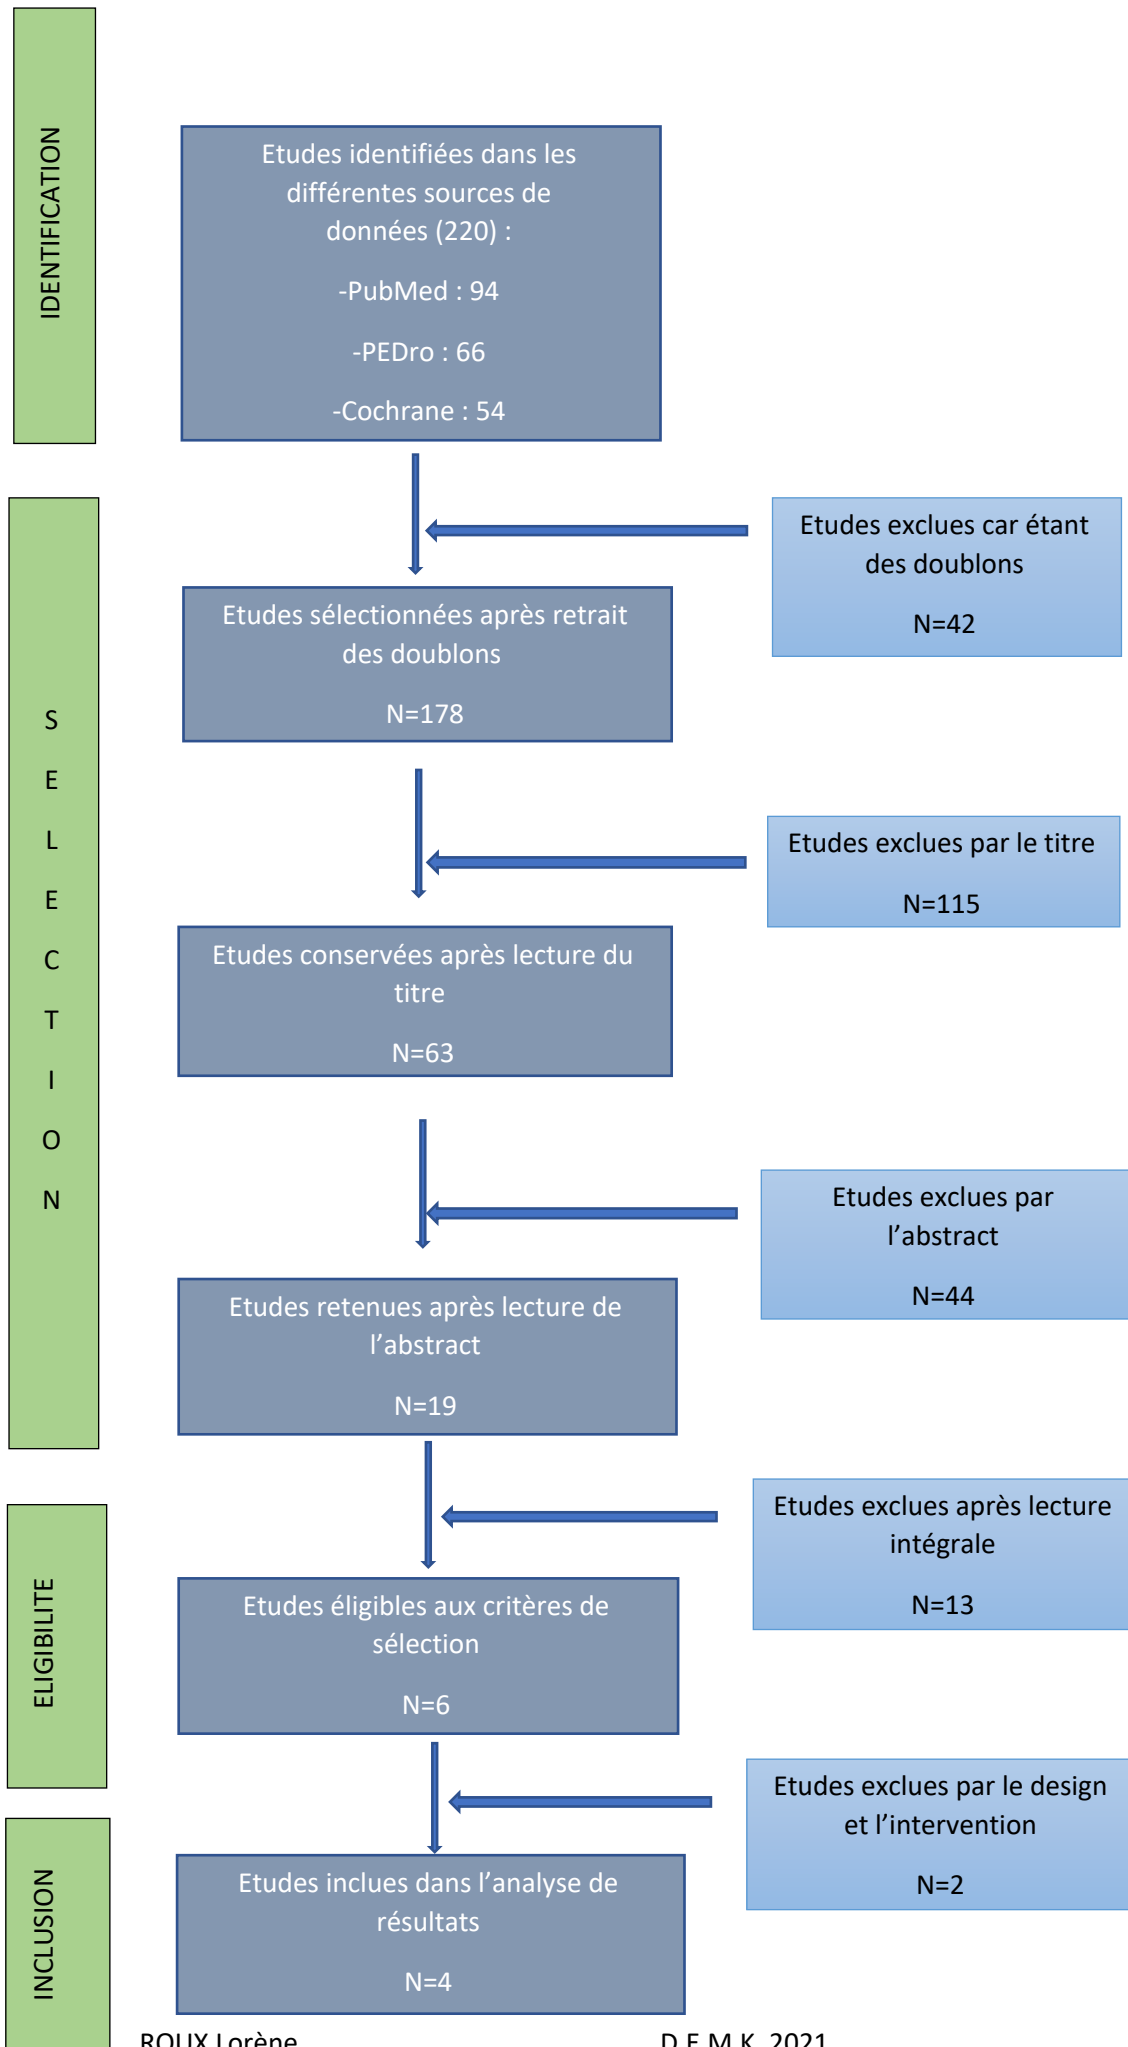 IDENTIFICATION
Etudes identifiées dans les
différentes sources de
données (220) :
-PubMed : 94
-PEDro : 66
-Cochrane : 54
Etudes exclues car étant
des doublons
N=42
Etudes sélectionnées après retrait
des doublons
N=178
S
E
L
E
C
T
I
O
N
Etudes exclues par le titre
N=115
Etudes conservées après lecture du
titre
N=63
Etudes exclues par
l’abstract
N=44
Etudes retenues après lecture de
l’abstract
N=19
Etudes exclues après lecture
intégrale
N=13
ELIGIBILITE
Etudes éligibles aux critères de
sélection
N=6
Etudes exclues par le design
et l’intervention
N=2
INCLUSION
Etudes inclues dans l’analyse de
résultats
N=4
ROUX Lorène D.E.M.K. 2021